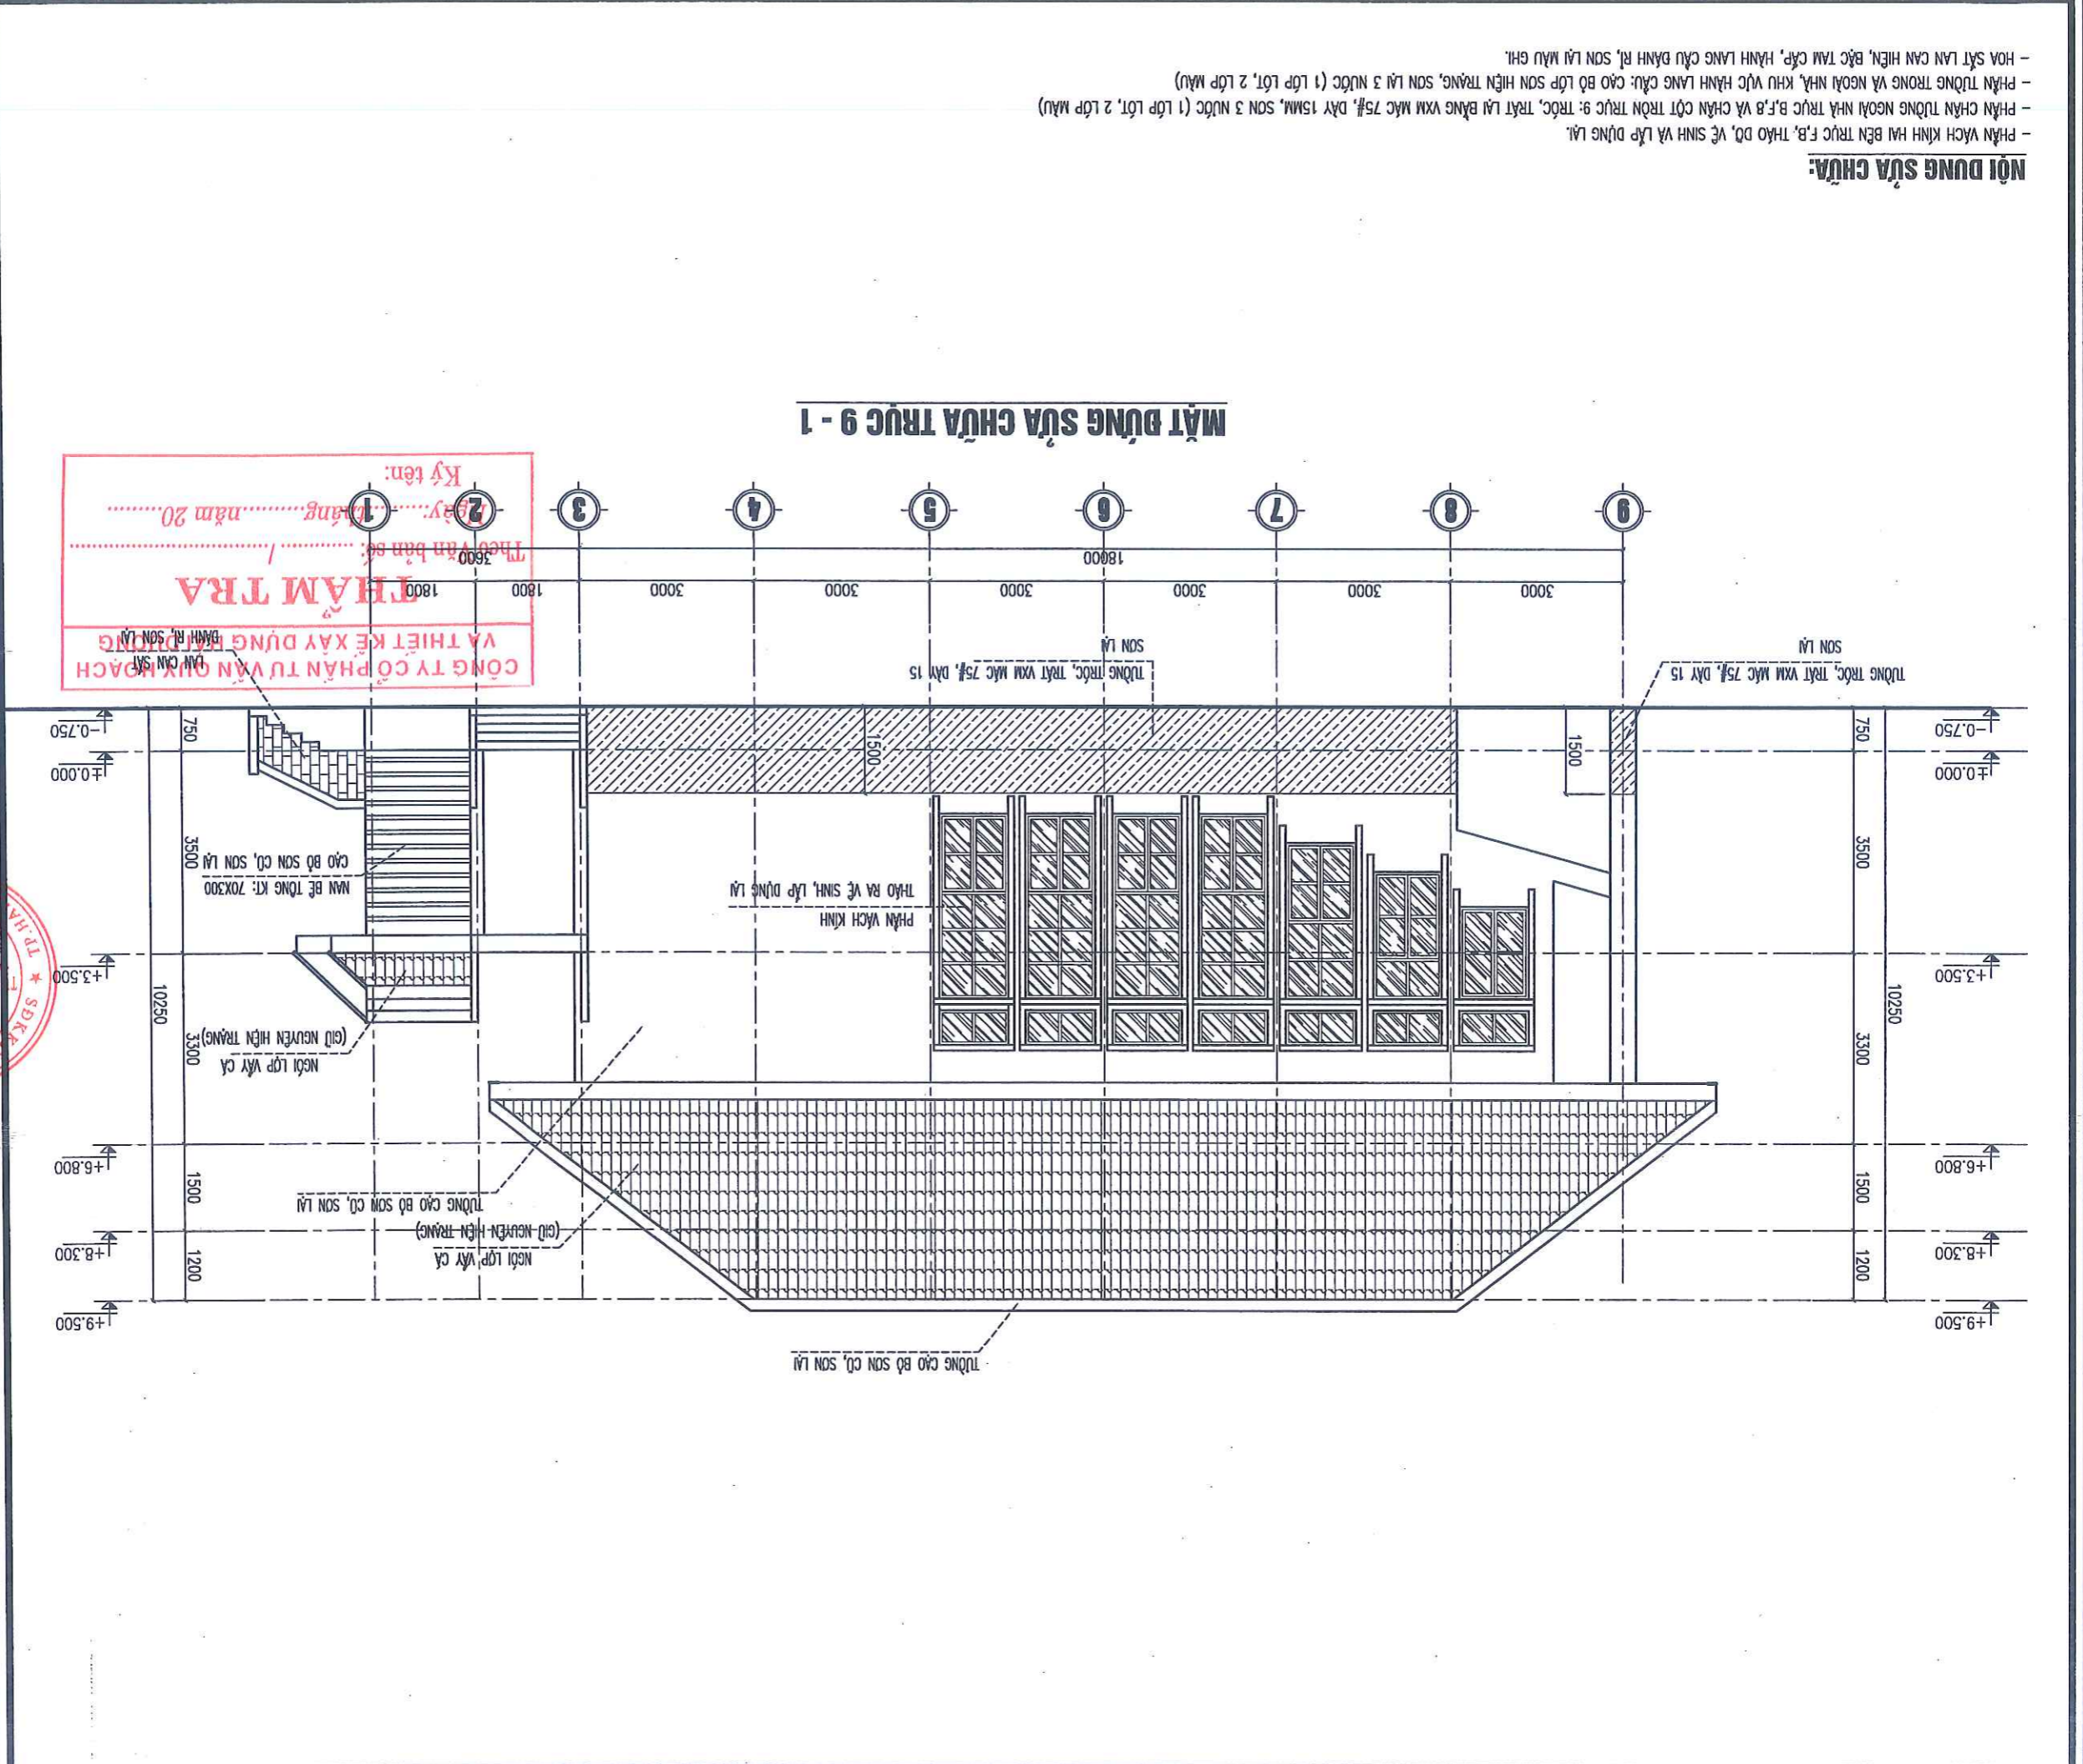 TƯỜNG CẠO BỎ SƠN CŨ, SƠN LẠI
+9.500
+9.500
NGÓI LỢP VẨY CÁ
(GIỮ NGUYÊN HIỆN TRẠNG)
TƯỜNG CẠO BỎ SƠN CŨ, SƠN LẠI
+8.300
1200
1200
+8.300
+6.800
1500
1500
+6.800
NGÓI LỢP VẨY CÁ
(GIỮ NGUYÊN HIỆN TRẠNG)
10250
3300
3300
10250
+3.500
+3.500
PHẦN VÁCH KÍNH
THÁO RA VỆ SINH, LẮP DỰNG LẠI
NAN BÊ TÔNG KT: 70X300
CẠO BỎ SƠN CŨ, SƠN LẠI
3500
3500
±0.000
±0.000
1500
1500
-0.750
750
750
-0.750
TƯỜNG TRÓC, TRÁT VXM MÁC 75#, DÀY 15
SƠN LẠI
TƯỜNG TRÓC, TRÁT VXM MÁC 75#, DÀY 15
SƠN LẠI
LAN CAN SẮT
ĐÁNH RỈ, SƠN LẠI
3000 3000 3000 3000 3000 3000 1800 1800
18000 3600
9 8 7 6 5 4 3 2 1
CÔNG TY CỔ PHẦN TƯ VẤN QUY HOẠCH
VÀ THIẾT KẾ XÂY DỰNG HẢI DƯƠNG
THẨM TRA
Theo văn bản số: ............./..............................
Ngày:..........tháng..........năm 20.........
Ký tên:
TP.HẢ
★ SĐK
MẶT ĐỨNG SỬA CHỮA TRỤC 9 - 1
NỘI DUNG SỬA CHỮA:
- PHẦN VÁCH KÍNH HAI BÊN TRỤC F,B, THÁO DỠ, VỆ SINH VÀ LẮP DỰNG LẠI.
- PHẦN CHÂN TƯỜNG NGOÀI NHÀ TRỤC B,F,8 VÀ CHÂN CỘT TRÒN TRỤC 9: TRÓC, TRÁT LẠI BẰNG VXM MÁC 75#, DÀY 15MM, SƠN 3 NƯỚC (1 LỚP LÓT, 2 LỚP MÀU)
- PHẦN TƯỜNG TRONG VÀ NGOÀI NHÀ, KHU VỰC HÀNH LANG CẦU: CẠO BỎ LỚP SƠN HIỆN TRẠNG, SƠN LẠI 3 NƯỚC (1 LỚP LÓT, 2 LỚP MÀU)
- HOA SẮT LAN CAN HIÊN, BẬC TAM CẤP, HÀNH LANG CẦU ĐÁNH RỈ, SƠN LẠI MÀU GHI.